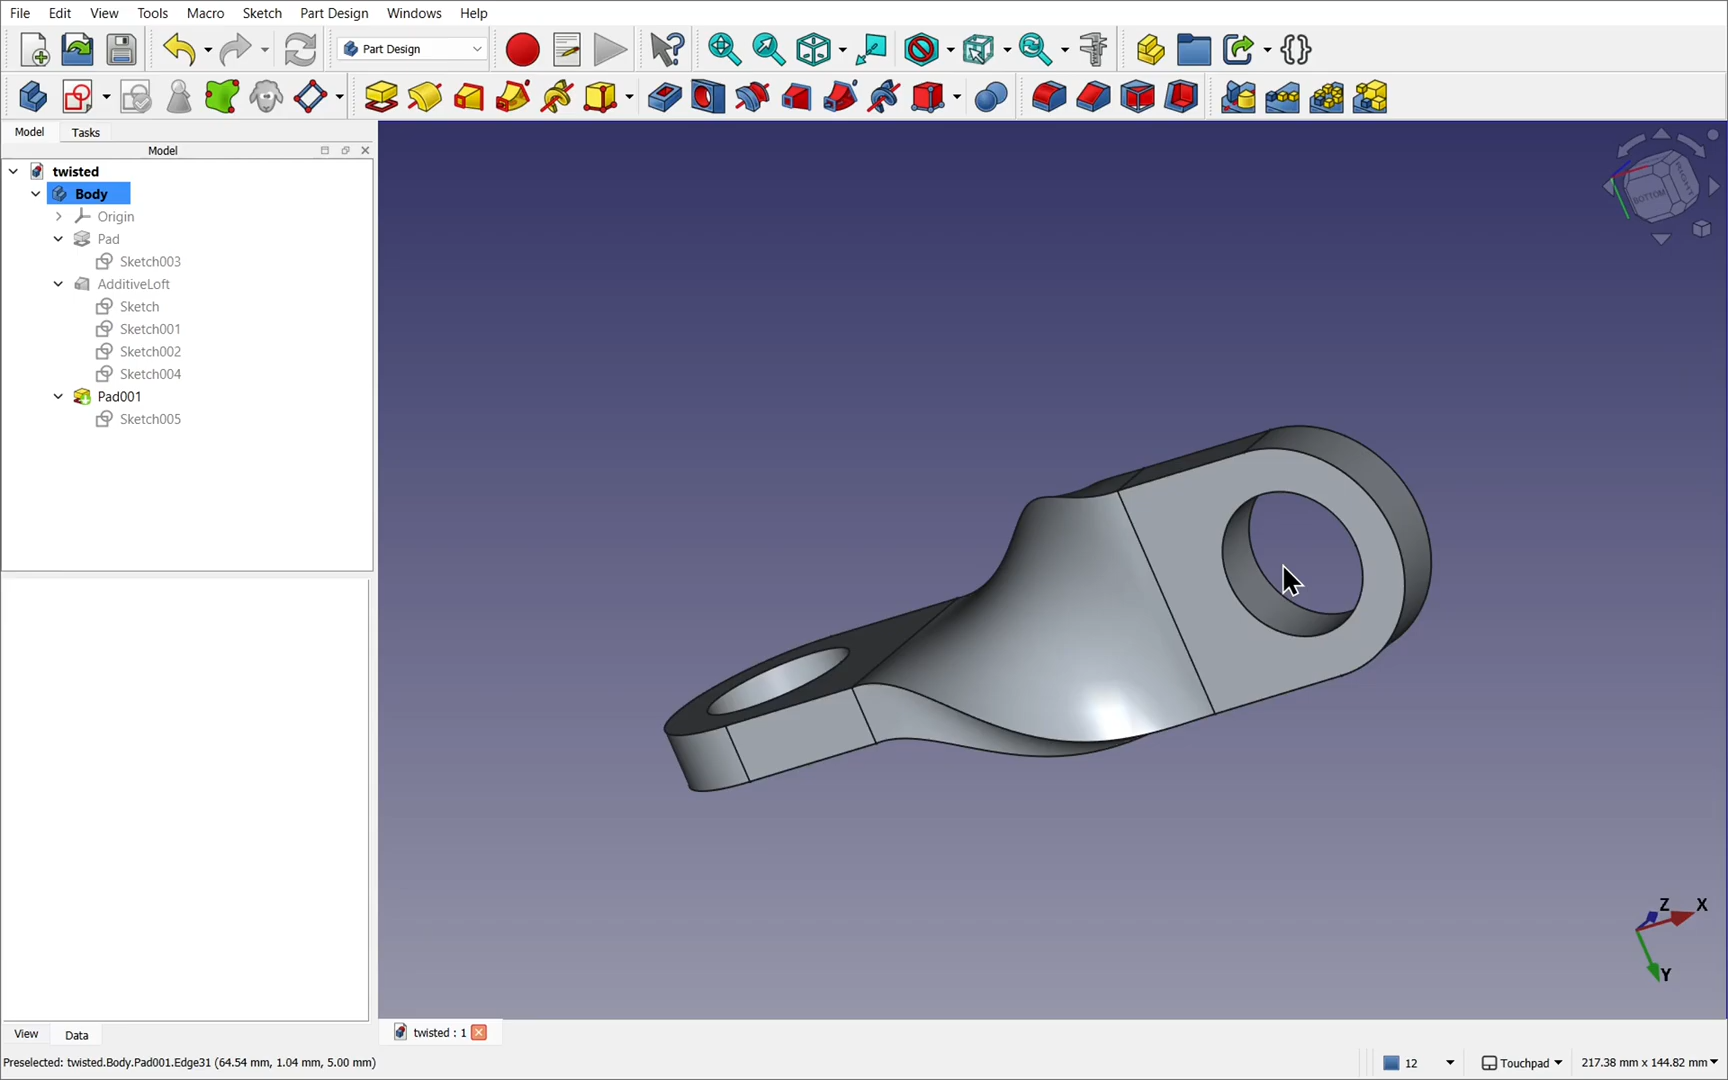 File Edit View Tools Macro Sketch Part Design Windows Help
Part Design
Model Tasks
Model
twisted
Body
Origin
Pad
Sketch003
AdditiveLoft
Sketch
Sketch001
Sketch002
Sketch004
Pad001
Sketch005
BOTTOM
RIGHT
Z
X
Y
View Data
twisted : 1
Preselected: twisted.Body.Pad001.Edge31 (64.54 mm, 1.04 mm, 5.00 mm)
12
Touchpad
217.38 mm x 144.82 mm